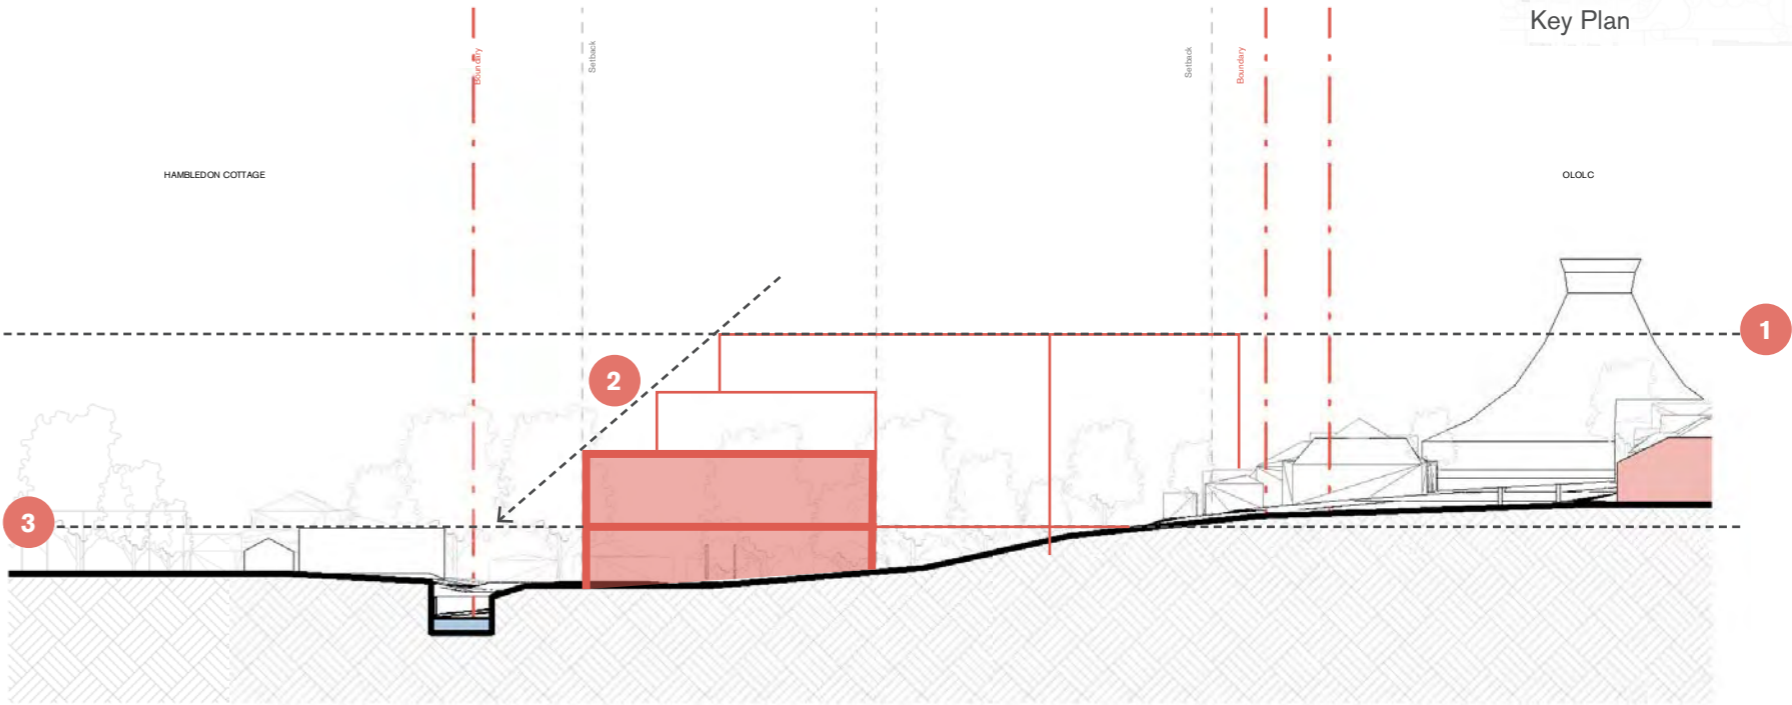 Key Plan
Boundary
Setback
Setback
Boundary
HAMBLEDON COTTAGE
OLOLC
1
2
3